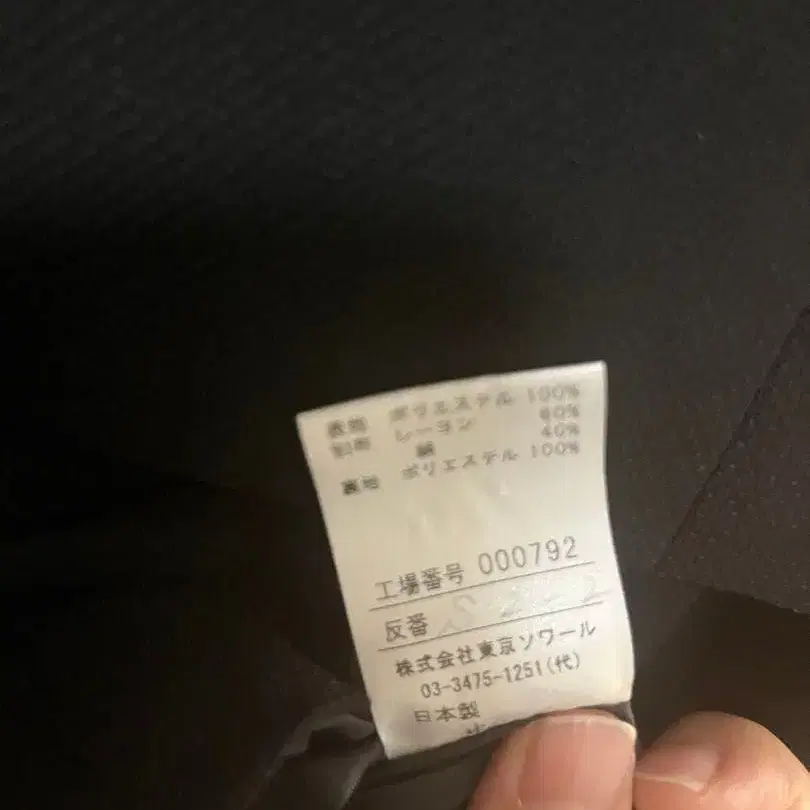 表地 ポリエステル 100%
別布 レーヨン 60%
綿 40%
裏地 ポリエステル 100%
工場番号 000792
反番
株式会社東京ソワール
03-3475-1251(代)
日本製